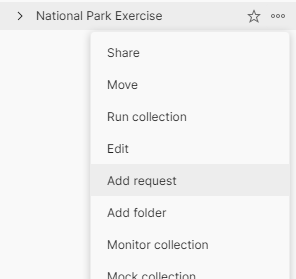 National Park Exercise
Share
Move
Run collection
Edit
Add request
Add folder
Monitor collection
Mock collection